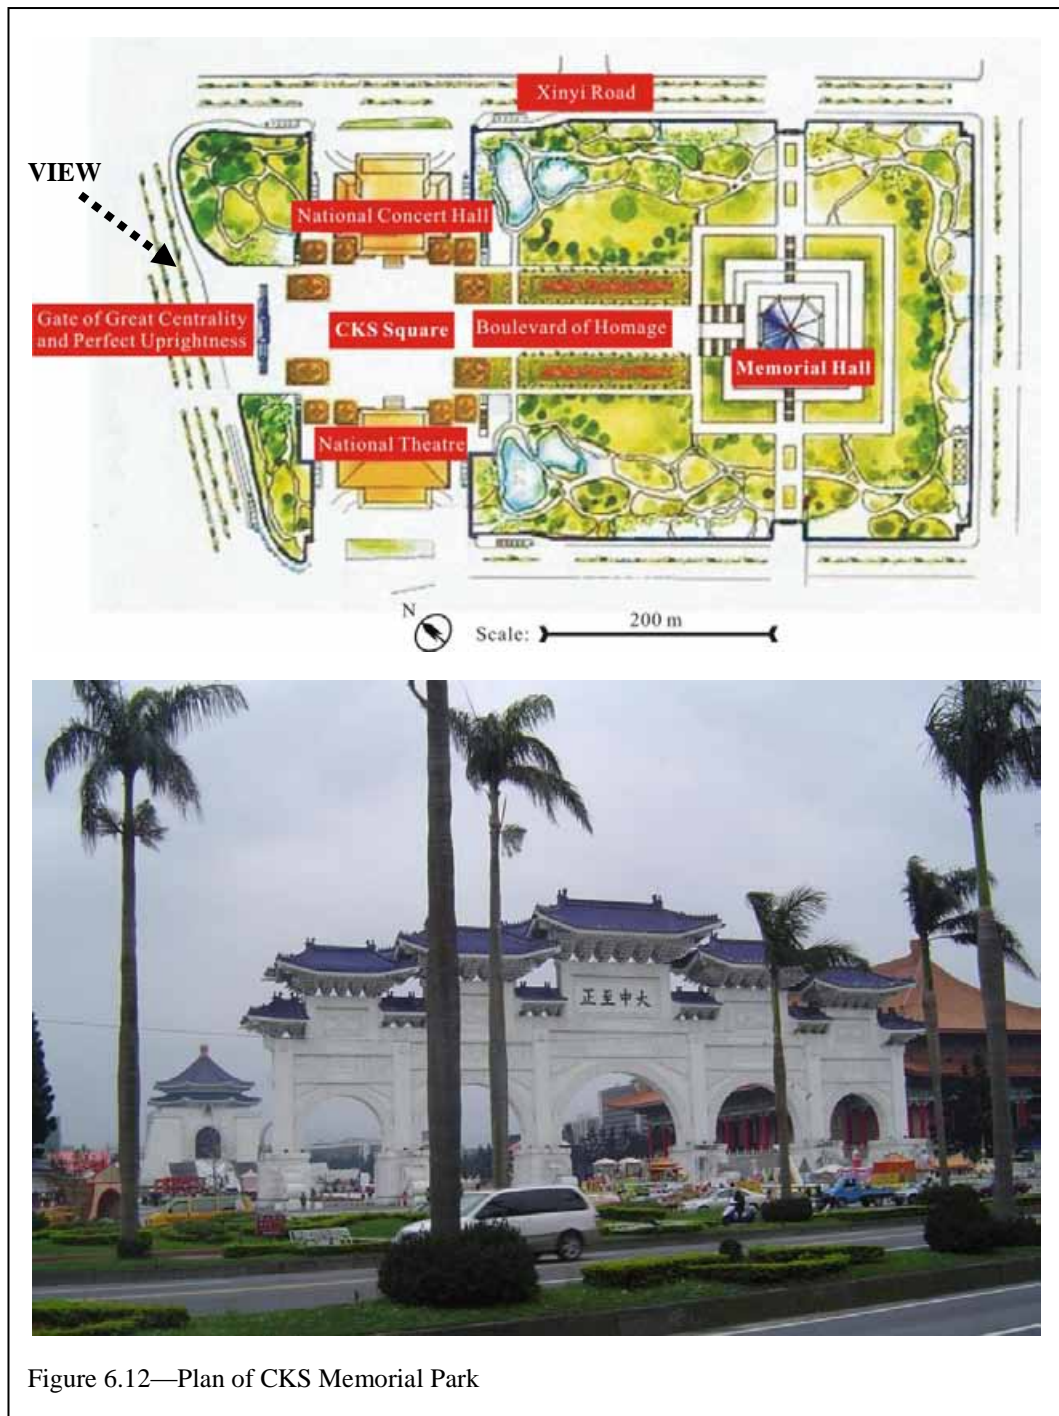 Xinyi Road
VIEW
National Concert Hall
Gate of Great Centrality
and Perfect Uprightness
CKS Square
Boulevard of Homage
Memorial Hall
National Theatre
N
Scale:
200 m
正至中大
Figure 6.12—Plan of CKS Memorial Park